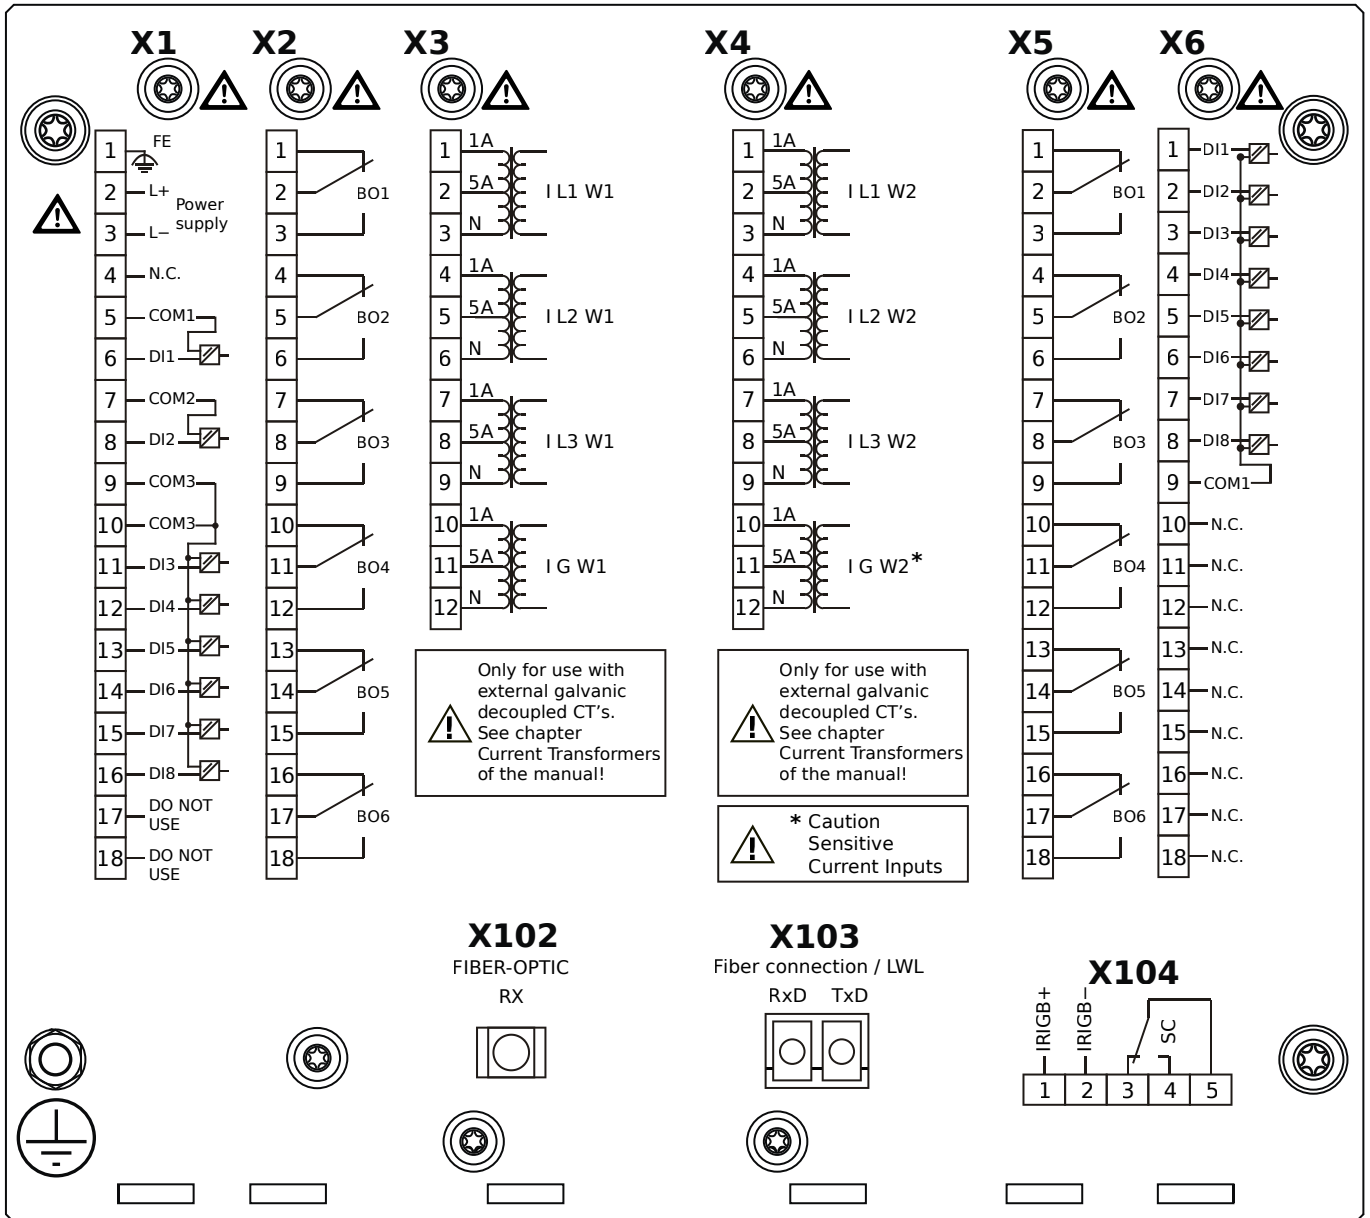 X1 X2 X3 X4 X5 X6
1 FE
2 L+
Power
supply
3 L−
4 N.C.
5 COM1
6 DI1
7 COM2
8 DI2
9 COM3
10 COM3
11 DI3
12 DI4
13 DI5
14 DI6
15 DI7
16 DI8
17 DO NOT
USE
18 DO NOT
USE
1
2 BO1
3
4
5 BO2
6
7
8 BO3
9
10
11 BO4
12
13
14 BO5
15
16
17 BO6
18
1 1A
2 5A I L1 W1
3 N
4 1A
5 5A I L2 W1
6 N
7 1A
8 5A I L3 W1
9 N
10 1A
11 5A I G W1
12 N
Only for use with
external galvanic
decoupled CT's.
See chapter
Current Transformers
of the manual!
1 1A
2 5A I L1 W2
3 N
4 1A
5 5A I L2 W2
6 N
7 1A
8 5A I L3 W2
9 N
10 1A
11 5A I G W2*
12 N
Only for use with
external galvanic
decoupled CT's.
See chapter
Current Transformers
of the manual!
* Caution
Sensitive
Current Inputs
1
2 BO1
3
4
5 BO2
6
7
8 BO3
9
10
11 BO4
12
13
14 BO5
15
16
17 BO6
18
1 DI1
2 DI2
3 DI3
4 DI4
5 DI5
6 DI6
7 DI7
8 DI8
9 COM1
10 N.C.
11 N.C.
12 N.C.
13 N.C.
14 N.C.
15 N.C.
16 N.C.
17 N.C.
18 N.C.
X102
FIBER-OPTIC
RX
X103
Fiber connection / LWL
RxD TxD
X104
IRIGB+ IRIGB− SC
1 2 3 4 5